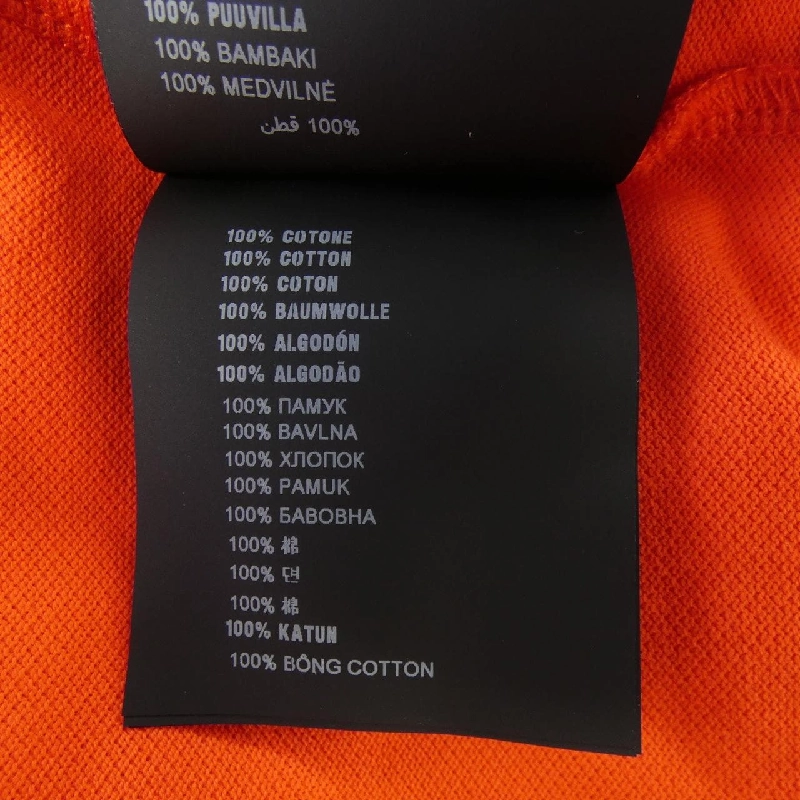 100% PUUVILLA
100% BAMBAKI
100% MEDVILNĖ
100% قطن
100% COTONE
100% COTTON
100% COTON
100% BAUMWOLLE
100% ALGODÓN
100% ALGODÃO
100% ПАМУК
100% BAVLNA
100% ХЛОПОК
100% PAMUK
100% БАВОВНА
100% 棉
100% 면
100% 棉
100% KATUN
100% BÔNG COTTON